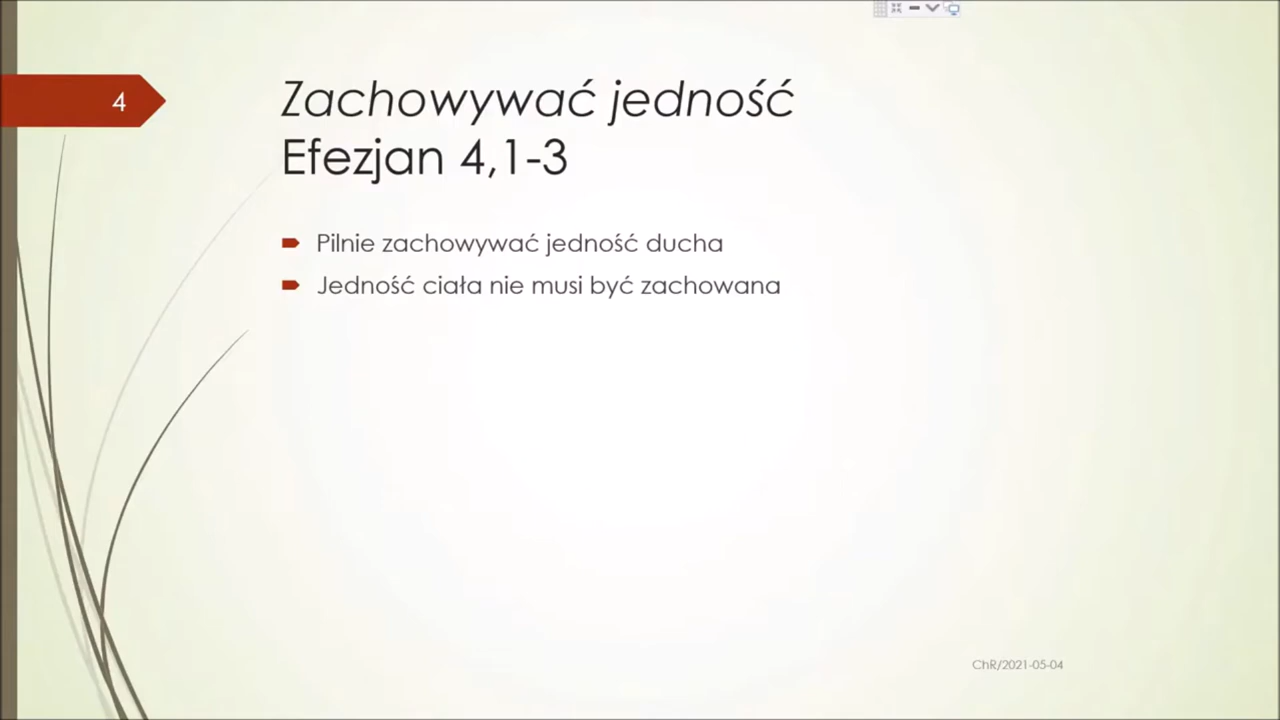 4
Zachowywać jedność
Efezjan 4,1-3
Pilnie zachowywać jedność ducha
Jedność ciała nie musi być zachowana
ChR/2021-05-04